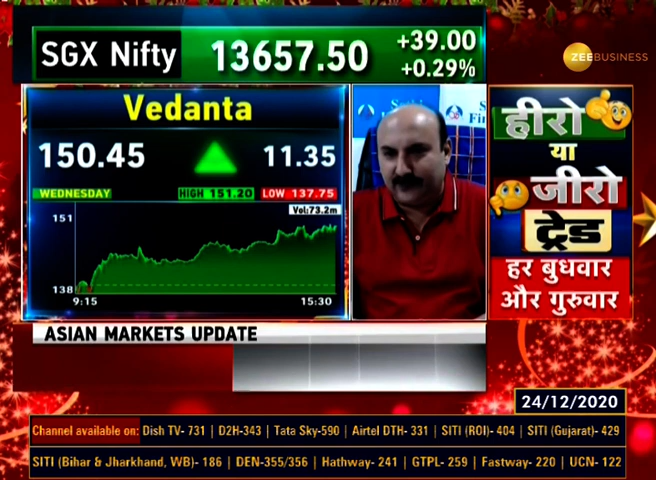 SGX Nifty 13657.50 +39.00
+0.29%
ZEE BUSINESS
Vedanta
150.45 11.35
WEDNESDAY HIGH 151.20 LOW 137.75
Vol:73.2m
151
138
9:15 15:30
हीरो
या
जीरो
ट्रेड
हर बुधवार
और गुरुवार
ASIAN MARKETS UPDATE
24/12/2020
Channel available on: Dish TV- 731 | D2H-343 | Tata Sky-590 | Airtel DTH- 331 | SITI (ROI)- 404 | SITI (Gujarat)- 429
SITI (Bihar & Jharkhand, WB)- 186 | DEN-355/356 | Hathway- 241 | GTPL- 259 | Fastway- 220 | UCN- 122